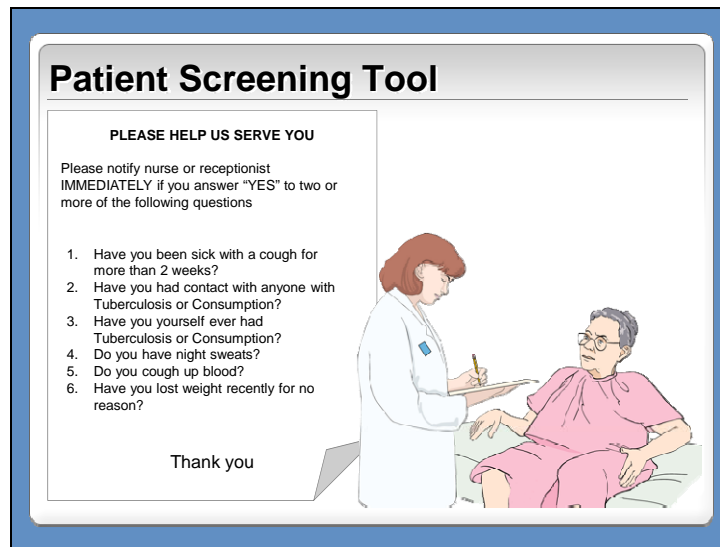 Patient Screening Tool
PLEASE HELP US SERVE YOU
Please notify nurse or receptionist
IMMEDIATELY if you answer “YES” to two or
more of the following questions
1. Have you been sick with a cough for
more than 2 weeks?
2. Have you had contact with anyone with
Tuberculosis or Consumption?
3. Have you yourself ever had
Tuberculosis or Consumption?
4. Do you have night sweats?
5. Do you cough up blood?
6. Have you lost weight recently for no
reason?
Thank you